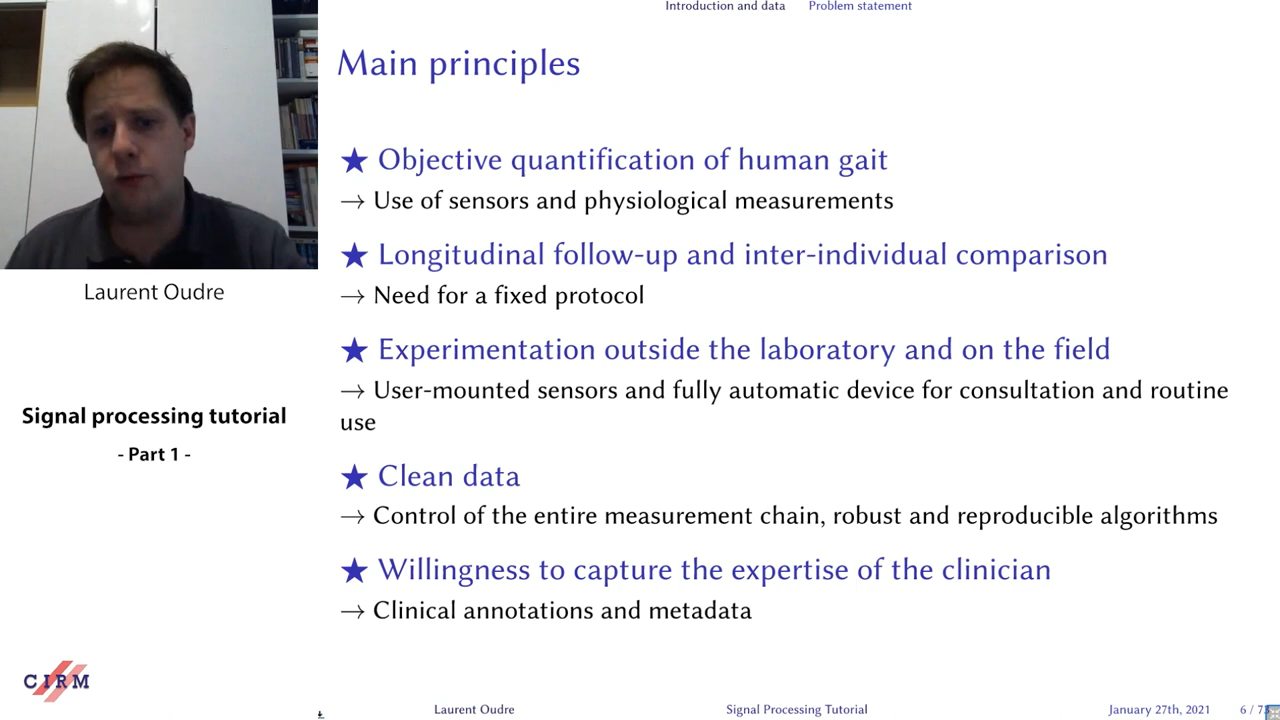 Introduction and data Problem statement
Main principles
★ Objective quantification of human gait
→ Use of sensors and physiological measurements
★ Longitudinal follow-up and inter-individual comparison
→ Need for a fixed protocol
★ Experimentation outside the laboratory and on the field
→ User-mounted sensors and fully automatic device for consultation and routine
use
★ Clean data
→ Control of the entire measurement chain, robust and reproducible algorithms
★ Willingness to capture the expertise of the clinician
→ Clinical annotations and metadata
Laurent Oudre
Signal processing tutorial
- Part 1 -
CIRM
Laurent Oudre Signal Processing Tutorial January 27th, 2021 6 /